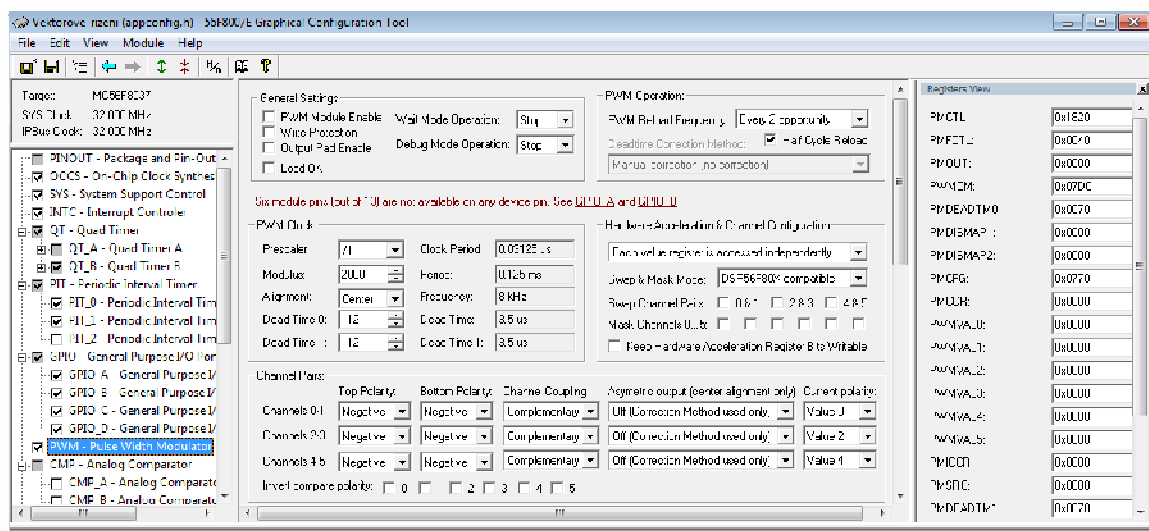 Vektorove rizeni (appconfig.h) - 56F800/E Graphical Configuration Tool
File Edit View Module Help
Target: MC56F8037
SYS Clock: 32.000 MHz
IPBus Clock: 32.000 MHz
PINOUT - Package and Pin-Out
OCCS - On-Chip Clock Synthes
SYS - System Support Control
INTC - Interrupt Controller
QT - Quad Timer
QT_A - Quad Timer A
QT_B - Quad Timer B
PIT - Periodic Interval Timer
PIT_0 - Periodic Interval Tim
PIT_1 - Periodic Interval Tim
PIT_2 - Periodic Interval Tim
GPIO - General Purpose I/O Por
GPIO_A - General Purpose I/
GPIO_B - General Purpose I/
GPIO_C - General Purpose I/
GPIO_D - General Purpose I/
PWM - Pulse Width Modulator
CMP - Analog Comparator
CMP_A - Analog Comparato
CMP_B - Analog Comparato
General Settings
PWM Module Enable
Write Protection
Output Pad Enable
Load OK
Wait Mode Operation: Stop
Debug Mode Operation: Stop
PWM Operation:
PWM Reload Frequency: Every 2 opportunity
Deadtime Correction Method: Half Cycle Reload
Manual correction (no correction)
Six module pins (out of 13) are not available on any device pin. See GPIO_A and GPIO_B
PWM Clock
Prescaler /1 Clock Period 0.03125 us
Modulus 2000 Period: 0.125 ms
Alignment: Center Frequency: 8 kHz
Dead Time 0: 112 Dead Time: 3.5 us
Dead Time 1: 112 Dead Time 1: 3.5 us
Hardware Acceleration & Channel Configuration
Each value register is accessed independently
Swap & Mask Mode: DSP56F80x compatible
Swap Channel Pairs: 0 & 1 2 & 3 4 & 5
Mask Channels 0..5:
Keep Hardware Acceleration Register Bits Writable
Channel Pairs:
Top Polarity: Bottom Polarity: Channel Coupling Asymetric output (center alignment only) Current polarity:
Channels 0-1 Negative Negative Complementary Off (Correction Method used only) Value 0
Channels 2-3 Negative Negative Complementary Off (Correction Method used only) Value 2
Channels 4-5 Negative Negative Complementary Off (Correction Method used only) Value 4
Invert compare polarity: 0 2 3 4 5
Registers View
PMCTL 0x1820
PMFCTL: 0x0040
PMOUT: 0x0000
PWMCM: 0x07D0
PMDEADTM0 0x0070
PMDISMAP1: 0x0000
PMDISMAP2: 0x0000
PMCFG: 0x0770
PMCCR: 0x0000
PWMVAL0: 0x0000
PWMVAL1: 0x0000
PWMVAL2: 0x0000
PWMVAL3: 0x0000
PWMVAL4: 0x0000
PWMVAL5: 0x0000
PMICCR 0x0000
PMSRC: 0x0000
PMDEADTM1 0x0070